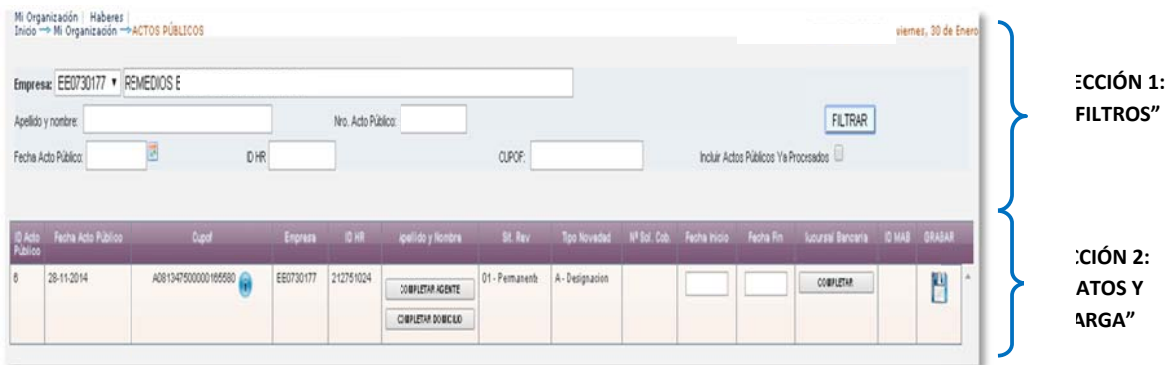 Mi Organización | Haberes |
Inicio → Mi Organización → ACTOS PÚBLICOS
viernes, 30 de Enero
Empresa: EE0730177 REMEDIOS E
Apellido y nombre: Nro. Acto Público: FILTRAR
Fecha Acto Público: ID HR CUPOF: Incluir Actos Públicos Ya Procesados
ECCIÓN 1:
FILTROS”
ID Acto Público Fecha Acto Público Cupof Empresa ID HR Apellido y Nombre Sit. Rev Tipo Novedad Nº Sol. Cob. Fecha Inicio Fecha Fin Sucursal Bancaria ID MAB GRABAR
6 28-11-2014 EE0730177 212751024 COMPLETAR AGENTE 01 - Permanente A - Designacion COMPLETAR
COMPLETAR DOMICILIO
CCIÓN 2:
ATOS Y
ARGA”